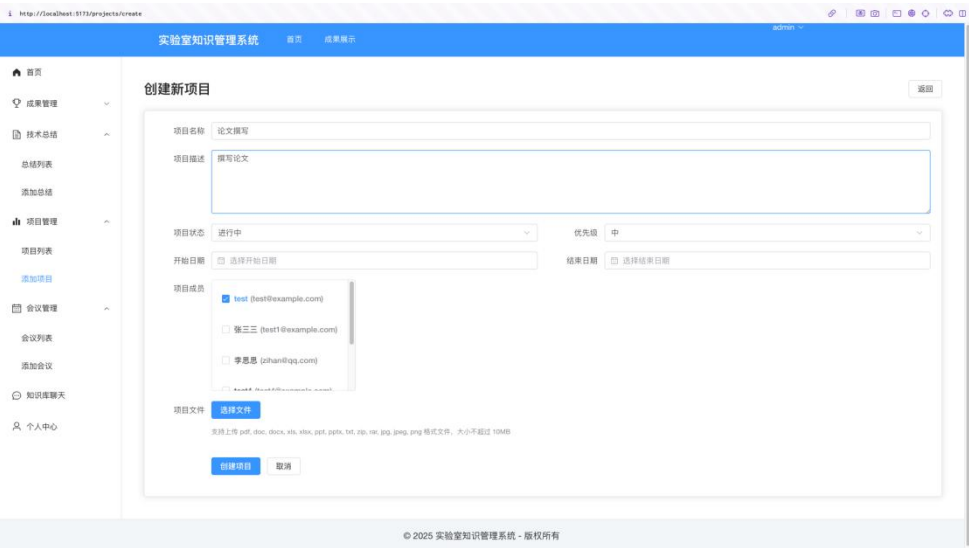 http://localhost:5173/projects/create
实验室知识管理系统 首页 成果展示 admin
首页
成果管理
技术总结
总结列表
添加总结
项目管理
项目列表
添加项目
会议管理
会议列表
添加会议
知识库聊天
个人中心
创建新项目 返回
项目名称 论文撰写
项目描述 撰写论文
项目状态 进行中 优先级 中
开始日期 选择开始日期 结束日期 选择结束日期
项目成员
test (test@example.com)
张三三 (test1@example.com)
李思思 (zihan@qq.com)
项目文件 选择文件
支持上传 pdf, doc, docx, xls, xlsx, ppt, pptx, txt, zip, rar, jpg, jpeg, png 格式文件，大小不超过 10MB
创建项目 取消
© 2025 实验室知识管理系统 - 版权所有